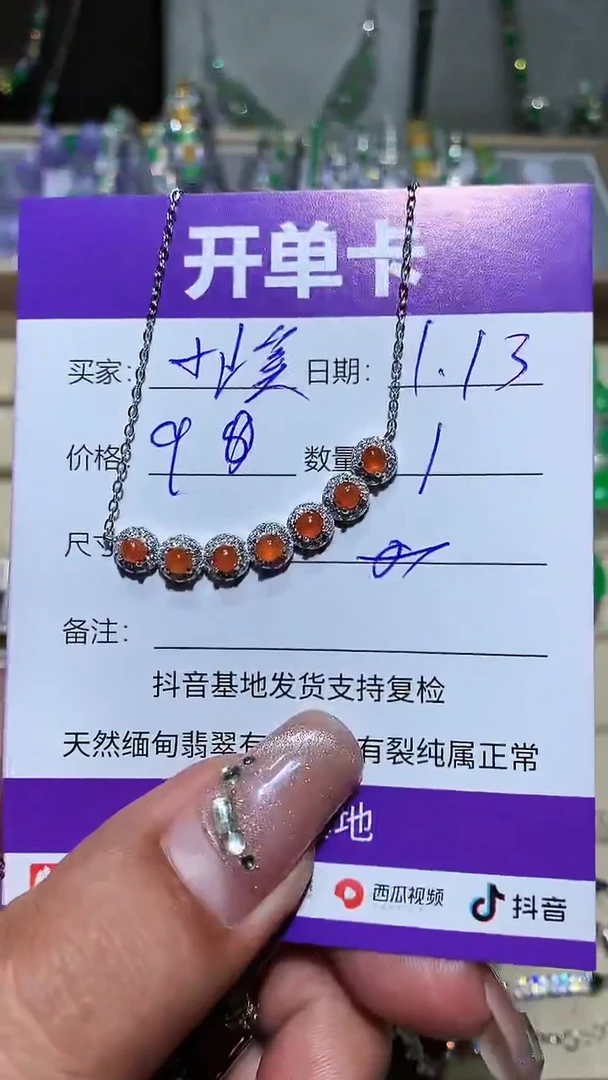 开单卡
买家: 日期: 1.13
价格 98 数量 1
尺寸
备注:
抖音基地发货支持复检
天然缅甸翡翠有 有裂纯属正常
地
西瓜视频 抖音